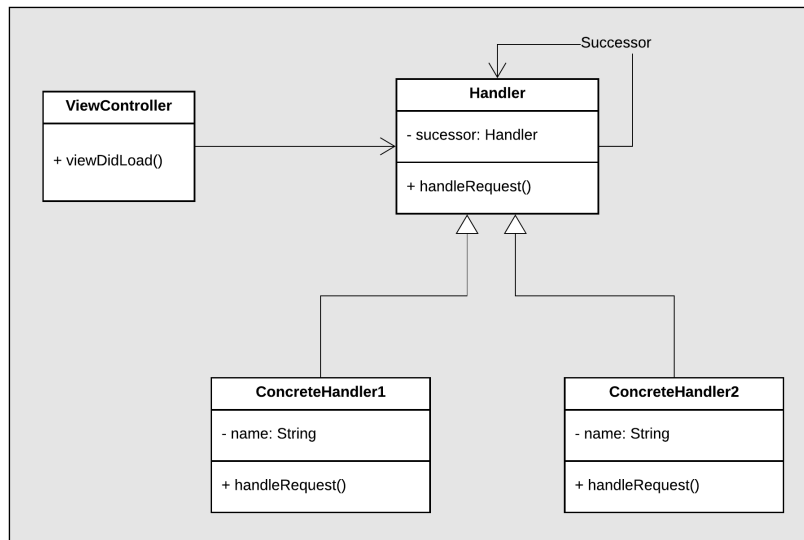 Successor
ViewController
+ viewDidLoad()
Handler
- sucessor: Handler
+ handleRequest()
ConcreteHandler1
- name: String
+ handleRequest()
ConcreteHandler2
- name: String
+ handleRequest()